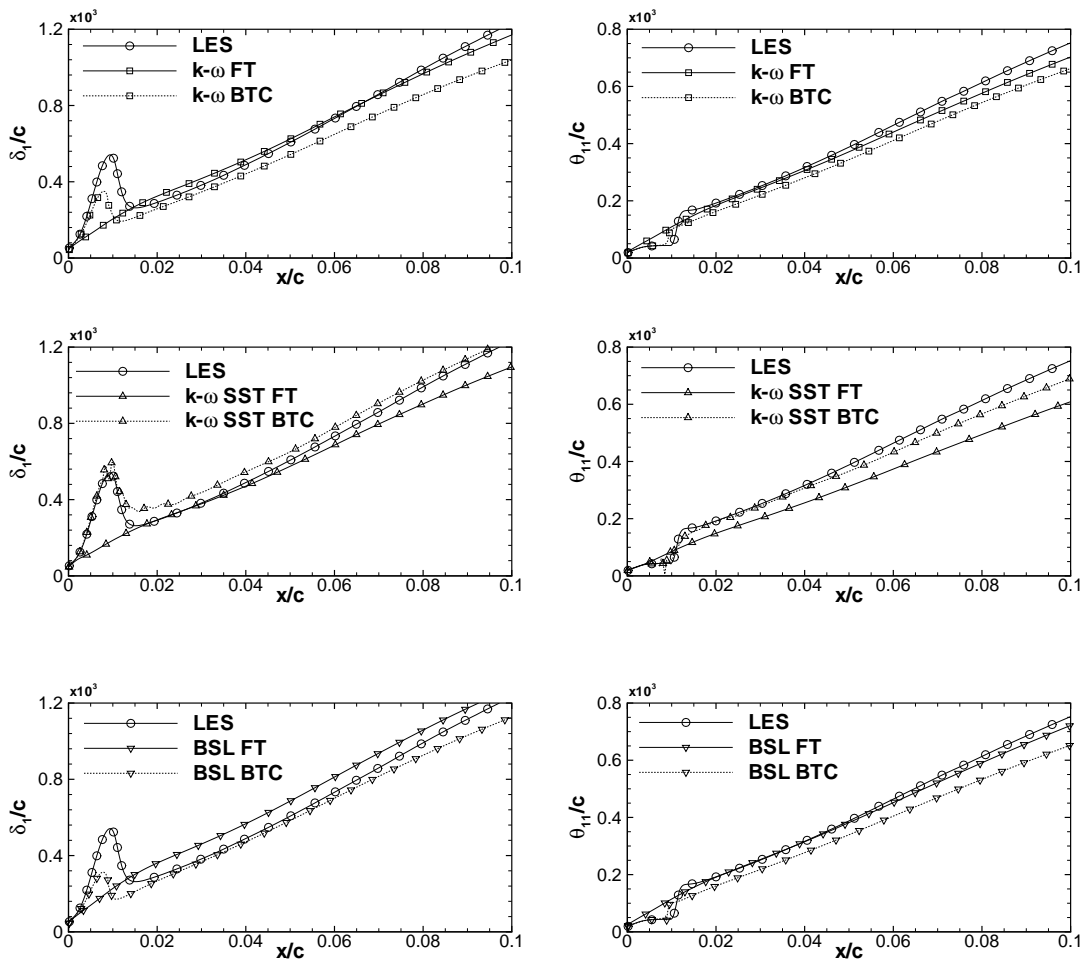 x10³
LES
k-ω FT
k-ω BTC
δ₁/c
1.2
0.8
0.4
0
0 0.02 0.04 0.06 0.08 0.1
x/c
x10³
LES
k-ω FT
k-ω BTC
θ₁₁/c
0.8
0.6
0.4
0.2
0
0 0.02 0.04 0.06 0.08 0.1
x/c
x10³
LES
k-ω SST FT
k-ω SST BTC
δ₁/c
1.2
0.8
0.4
0
0 0.02 0.04 0.06 0.08 0.1
x/c
x10³
LES
k-ω SST FT
k-ω SST BTC
θ₁₁/c
0.8
0.6
0.4
0.2
0
0 0.02 0.04 0.06 0.08 0.1
x/c
x10³
LES
BSL FT
BSL BTC
δ₁/c
1.2
0.8
0.4
0
0 0.02 0.04 0.06 0.08 0.1
x/c
x10³
LES
BSL FT
BSL BTC
θ₁₁/c
0.8
0.6
0.4
0.2
0
0 0.02 0.04 0.06 0.08 0.1
x/c